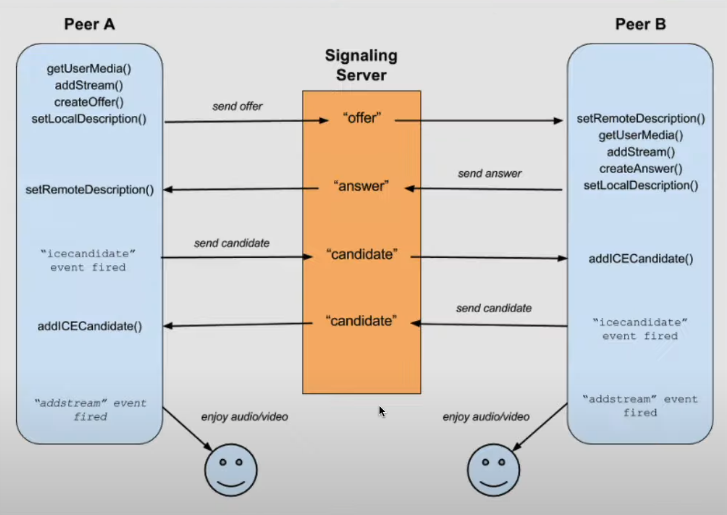 Peer A
Peer B
Signaling
Server
getUserMedia()
addStream()
createOffer()
setLocalDescription()
send offer
"offer"
setRemoteDescription()
getUserMedia()
addStream()
createAnswer()
setLocalDescription()
send answer
"answer"
setRemoteDescription()
"icecandidate"
event fired
send candidate
"candidate"
addICECandidate()
send candidate
"candidate"
addICECandidate()
"icecandidate"
event fired
"addstream" event
fired
enjoy audio/video
enjoy audio/video
"addstream" event
fired